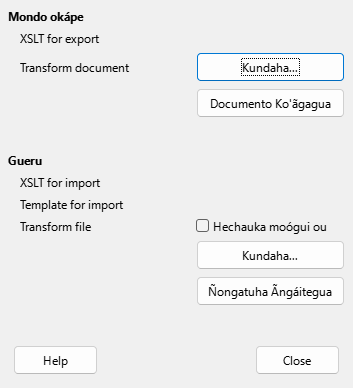 Mondo okápe
XSLT for export
Transform document
Kundaha...
Documento Ko'ãgagua
Gueru
XSLT for import
Template for import
Transform file
Hechauka moógui ou
Kundaha...
Ñongatuha Ãngáitegua
Help
Close